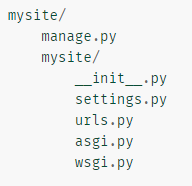 mysite/
    manage.py
    mysite/
        __init__.py
        settings.py
        urls.py
        asgi.py
        wsgi.py